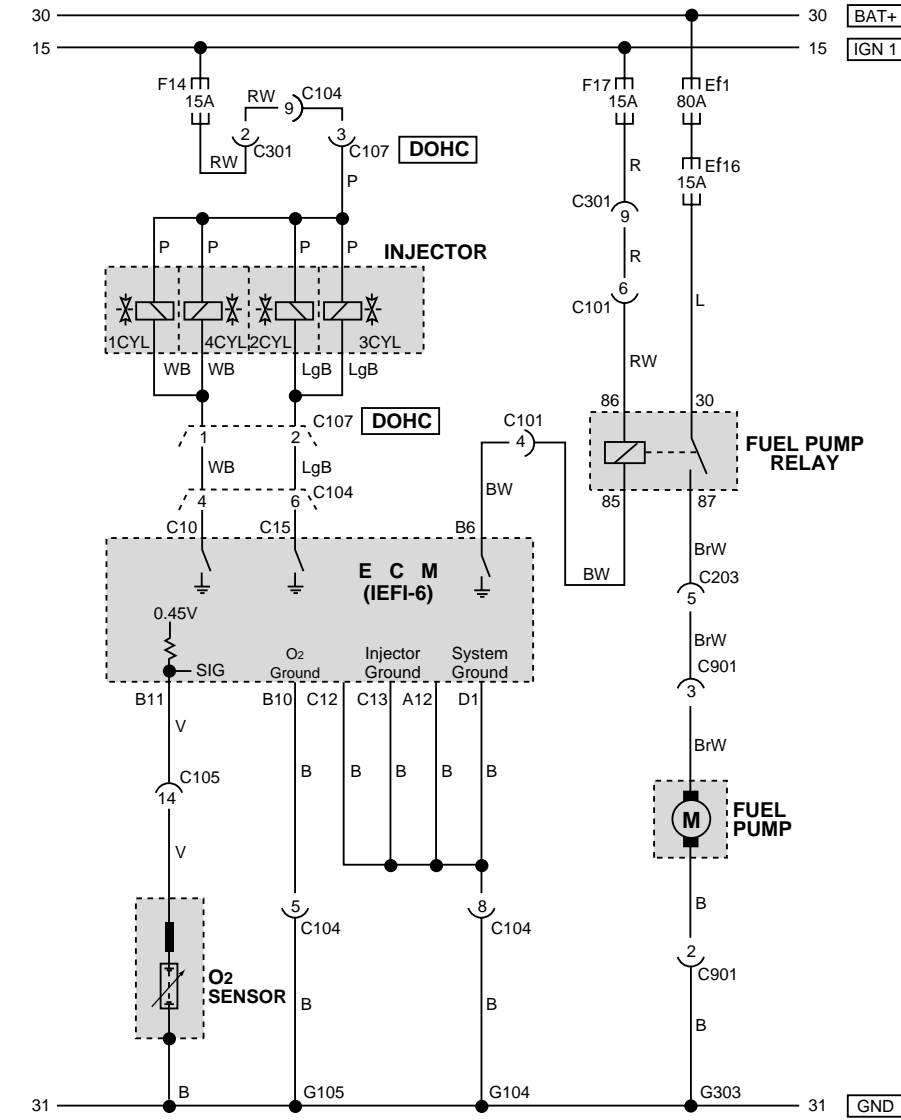 30
30
BAT+
15
15
IGN 1
F14
15A
RW
9
C104
2
C301
RW
3
C107
DOHC
P
F17
15A
Ef1
80A
Ef16
15A
R
C301
9
R
6
C101
L
RW
P
P
P
P
INJECTOR
1CYL
4CYL
2CYL
3CYL
WB
WB
LgB
LgB
C107
DOHC
1
2
WB
LgB
C104
4
6
C10
C15
B6
C101
4
BW
BW
86
30
FUEL PUMP
RELAY
85
87
BrW
C203
5
BrW
C901
3
BrW
E C M
(IEFI-6)
0.45V
SIG
O2
Ground
Injector
Ground
System
Ground
B11
B10
C12
C13
A12
D1
V
B
B
B
B
B
C105
14
V
M
FUEL
PUMP
B
5
C104
8
C104
2
C901
O2
SENSOR
B
B
B
B
G105
G104
G303
31
31
GND